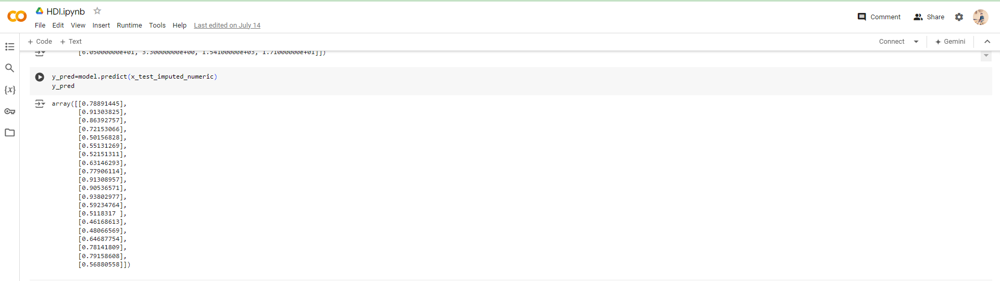 HDI.ipynb
File Edit View Insert Runtime Tools Help Last edited on July 14
Comment Share
+ Code + Text
Connect Gemini
{x}
[6.05000000e+01, 3.30000000e+00, 1.54100000e+03, 1.71000000e+01]])
y_pred=model.predict(x_test_imputed_numeric)
y_pred
array([[0.78891445],
[0.91303825],
[0.86392757],
[0.72153066],
[0.50156828],
[0.55131269],
[0.52151311],
[0.63146293],
[0.77906114],
[0.91308957],
[0.90536571],
[0.93802977],
[0.59234764],
[0.5118317 ],
[0.46168613],
[0.48066569],
[0.64687754],
[0.78141809],
[0.79158608],
[0.56880558]])